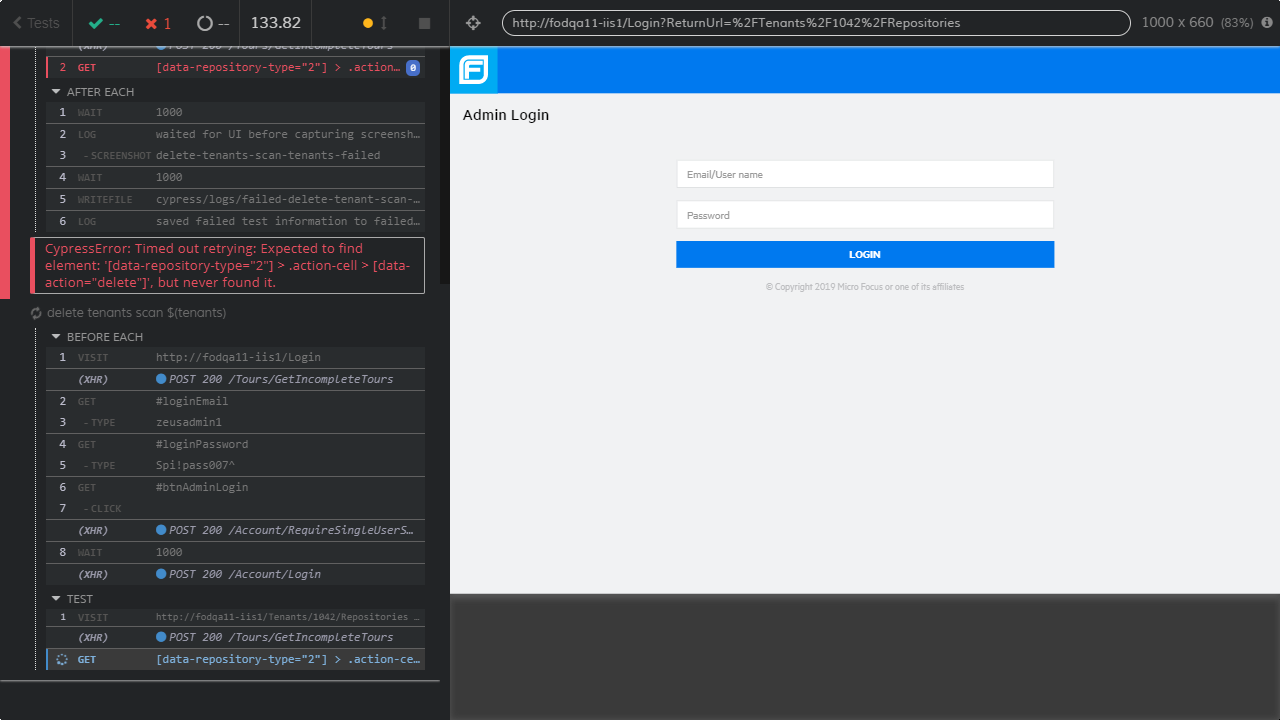 Tests
--
1
--
133.82
http://fodqa11-iis1/Login?ReturnUrl=%2FTenants%2F1042%2FRepositories
1000 x 660 (83%)
(XHR) POST 200 /Tours/GetIncompleteTours
2 GET [data-repository-type="2"] > .action… 0
AFTER EACH
1 WAIT 1000
2 LOG waited for UI before capturing screensh…
3 -SCREENSHOT delete-tenants-scan-tenants-failed
4 WAIT 1000
5 WRITEFILE cypress/logs/failed-delete-tenant-scan-…
6 LOG saved failed test information to failed…
CypressError: Timed out retrying: Expected to find
element: '[data-repository-type="2"] > .action-cell > [data-
action="delete"]', but never found it.
delete tenants scan $(tenants)
BEFORE EACH
1 VISIT http://fodqa11-iis1/Login
(XHR) POST 200 /Tours/GetIncompleteTours
2 GET #loginEmail
3 -TYPE zeusadmin1
4 GET #loginPassword
5 -TYPE Spi!pass007^
6 GET #btnAdminLogin
7 -CLICK
(XHR) POST 200 /Account/RequireSingleUserS…
8 WAIT 1000
(XHR) POST 200 /Account/Login
TEST
1 VISIT http://fodqa11-iis1/Tenants/1042/Repositories …
(XHR) POST 200 /Tours/GetIncompleteTours
GET [data-repository-type="2"] > .action-ce…
F
Admin Login
Email/User name
Password
LOGIN
© Copyright 2019 Micro Focus or one of its affiliates